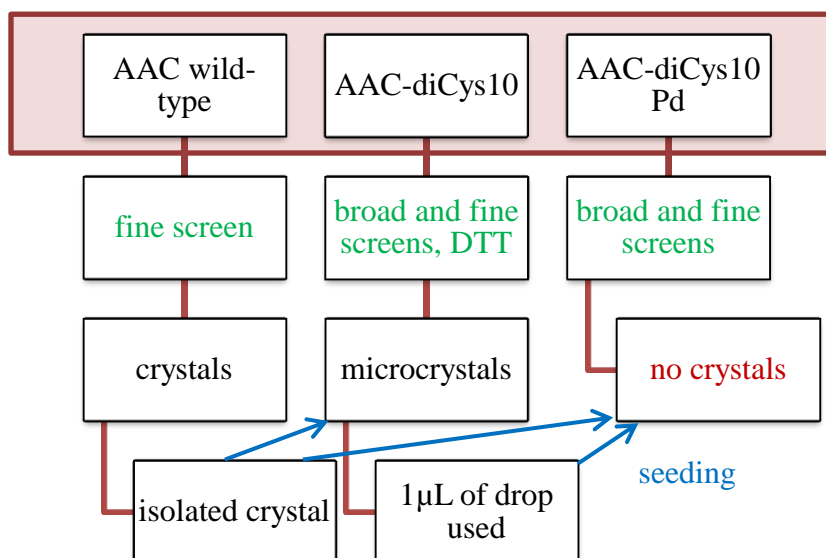 AAC wild-
type
AAC-diCys10
AAC-diCys10
Pd
fine screen
broad and fine
screens, DTT
broad and fine
screens
crystals
microcrystals
no crystals
isolated crystal
1µL of drop
used
seeding